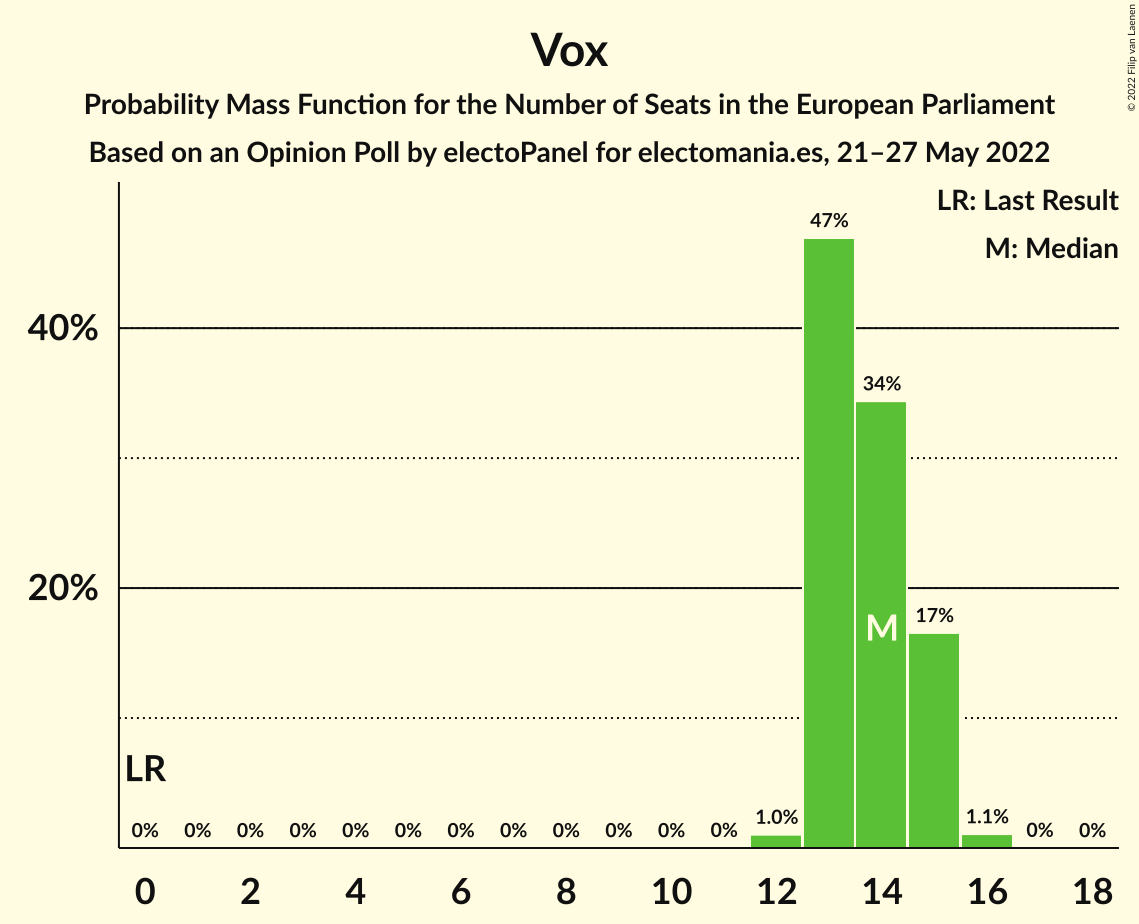 Vox
Probability Mass Function for the Number of Seats in the European Parliament
Based on an Opinion Poll by electoPanel for electomania.es, 21–27 May 2022
© 2022 Filip van Laenen
LR: Last Result
M: Median
40%
20%
47%
34%
M
17%
LR
0% 0% 0% 0% 0% 0% 0% 0% 0% 0% 0% 0% 1.0% 1.1% 0% 0%
0 2 4 6 8 10 12 14 16 18